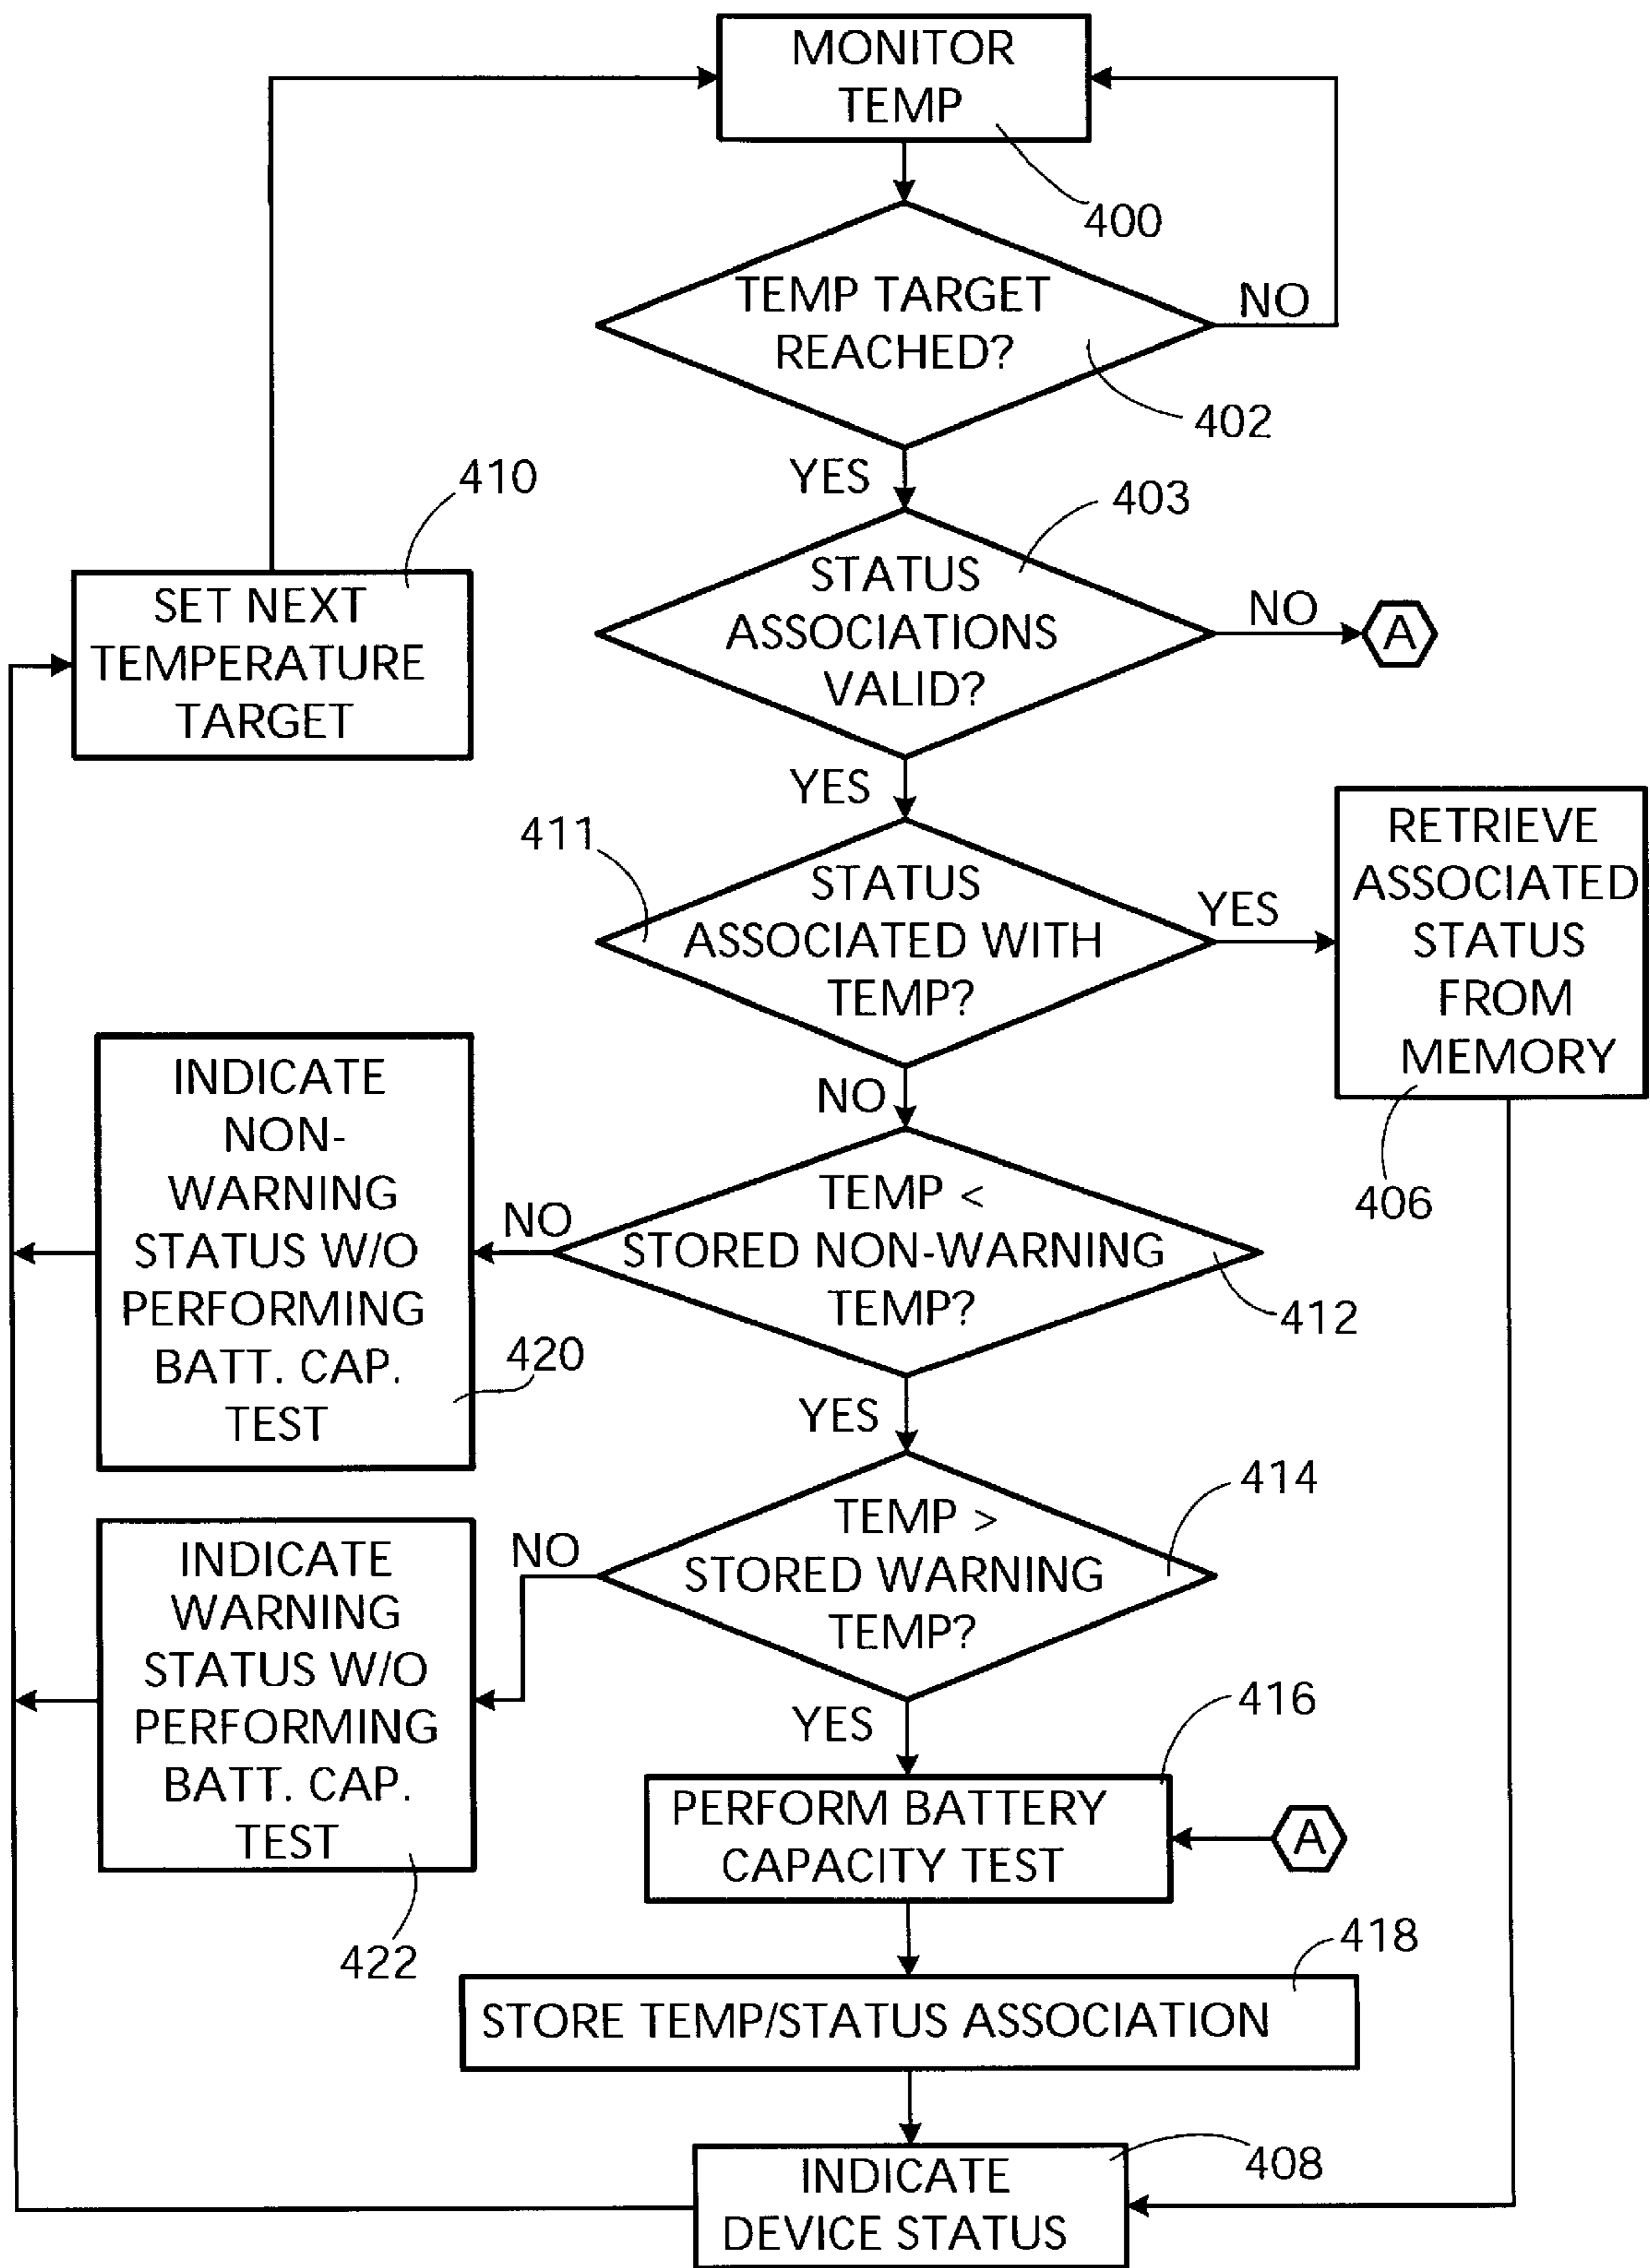 MONITOR
TEMP
400
TEMP TARGET
REACHED?
NO
402
YES
410
403
SET NEXT
TEMPERATURE
TARGET
STATUS
ASSOCIATIONS
VALID?
NO
A
YES
411
STATUS
ASSOCIATED WITH
TEMP?
YES
RETRIEVE
ASSOCIATED
STATUS
FROM
MEMORY
406
NO
INDICATE
NON-
WARNING
STATUS W/O
PERFORMING
BATT. CAP.
TEST
420
NO
TEMP <
STORED NON-WARNING
TEMP?
412
YES
414
TEMP >
STORED WARNING
TEMP?
NO
INDICATE
WARNING
STATUS W/O
PERFORMING
BATT. CAP.
TEST
422
YES
416
PERFORM BATTERY
CAPACITY TEST
A
418
STORE TEMP/STATUS ASSOCIATION
408
INDICATE
DEVICE STATUS